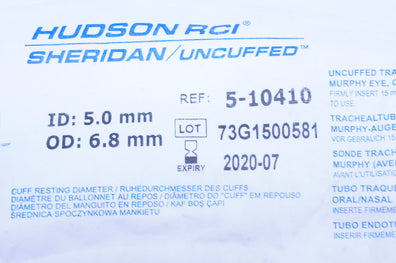 HUDSON RCI®
SHERIDAN/UNCUFFED™
ID: 5.0 mm
OD: 6.8 mm
REF: 5-10410
LOT 73G1500581
EXPIRY 2020-07
CUFF RESTING DIAMETER / RUHEDURCHMESSER DES CUFFS
DIAMÈTRE DU BALLONNET AU REPOS / DIÂMETRO DO "CUFF" EM REPOUSO
DIÁMETRO DEL MANGUITO EN REPOSO / KAF BOŞ ÇAPI
ŚREDNICA SPOCZYNKOWA MANKIETU
UNCUFFED TRA
MURPHY EYE, O
FIRMLY INSERT 15 m
TO USE.
TRACHEALTUB
MURPHY-AUGE
VOR GEBRAUCH 15
SONDE TRACH
MURPHY
AVANT L'UTILISATION
TUBO TRAQUE
ORAL/NASAL
INSERTE FIRMEME
TUBO ENDOT
INSERIR FIRMEM